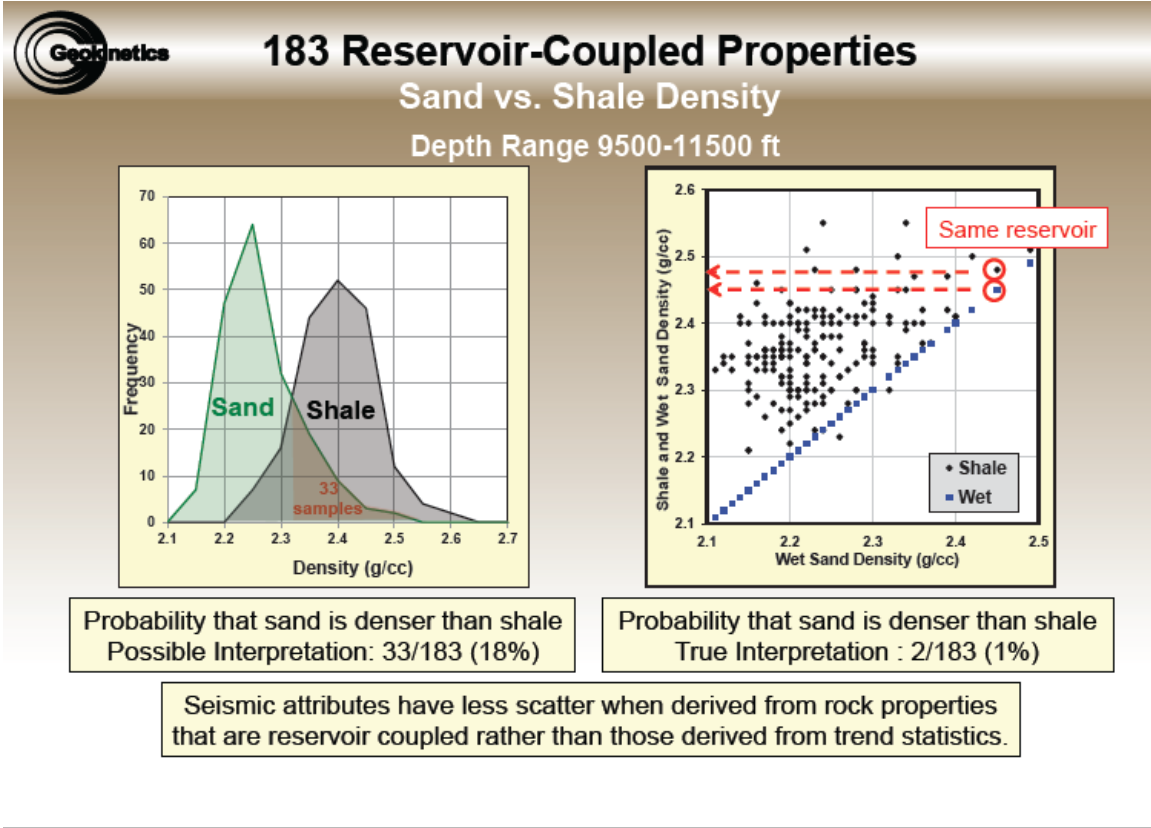 Geokinetics
183 Reservoir-Coupled Properties
Sand vs. Shale Density
Depth Range 9500-11500 ft
70
60
50
40
30
20
10
0
Frequency
Sand
Shale
33
samples
2.1
2.2
2.3
2.4
2.5
2.6
2.7
Density (g/cc)
2.6
2.5
2.4
2.3
2.2
2.1
Shale and Wet Sand Density (g/cc)
Same reservoir
Shale
Wet
2.1
2.2
2.3
2.4
2.5
Wet Sand Density (g/cc)
Probability that sand is denser than shale
Possible Interpretation: 33/183 (18%)
Probability that sand is denser than shale
True Interpretation : 2/183 (1%)
Seismic attributes have less scatter when derived from rock properties
that are reservoir coupled rather than those derived from trend statistics.